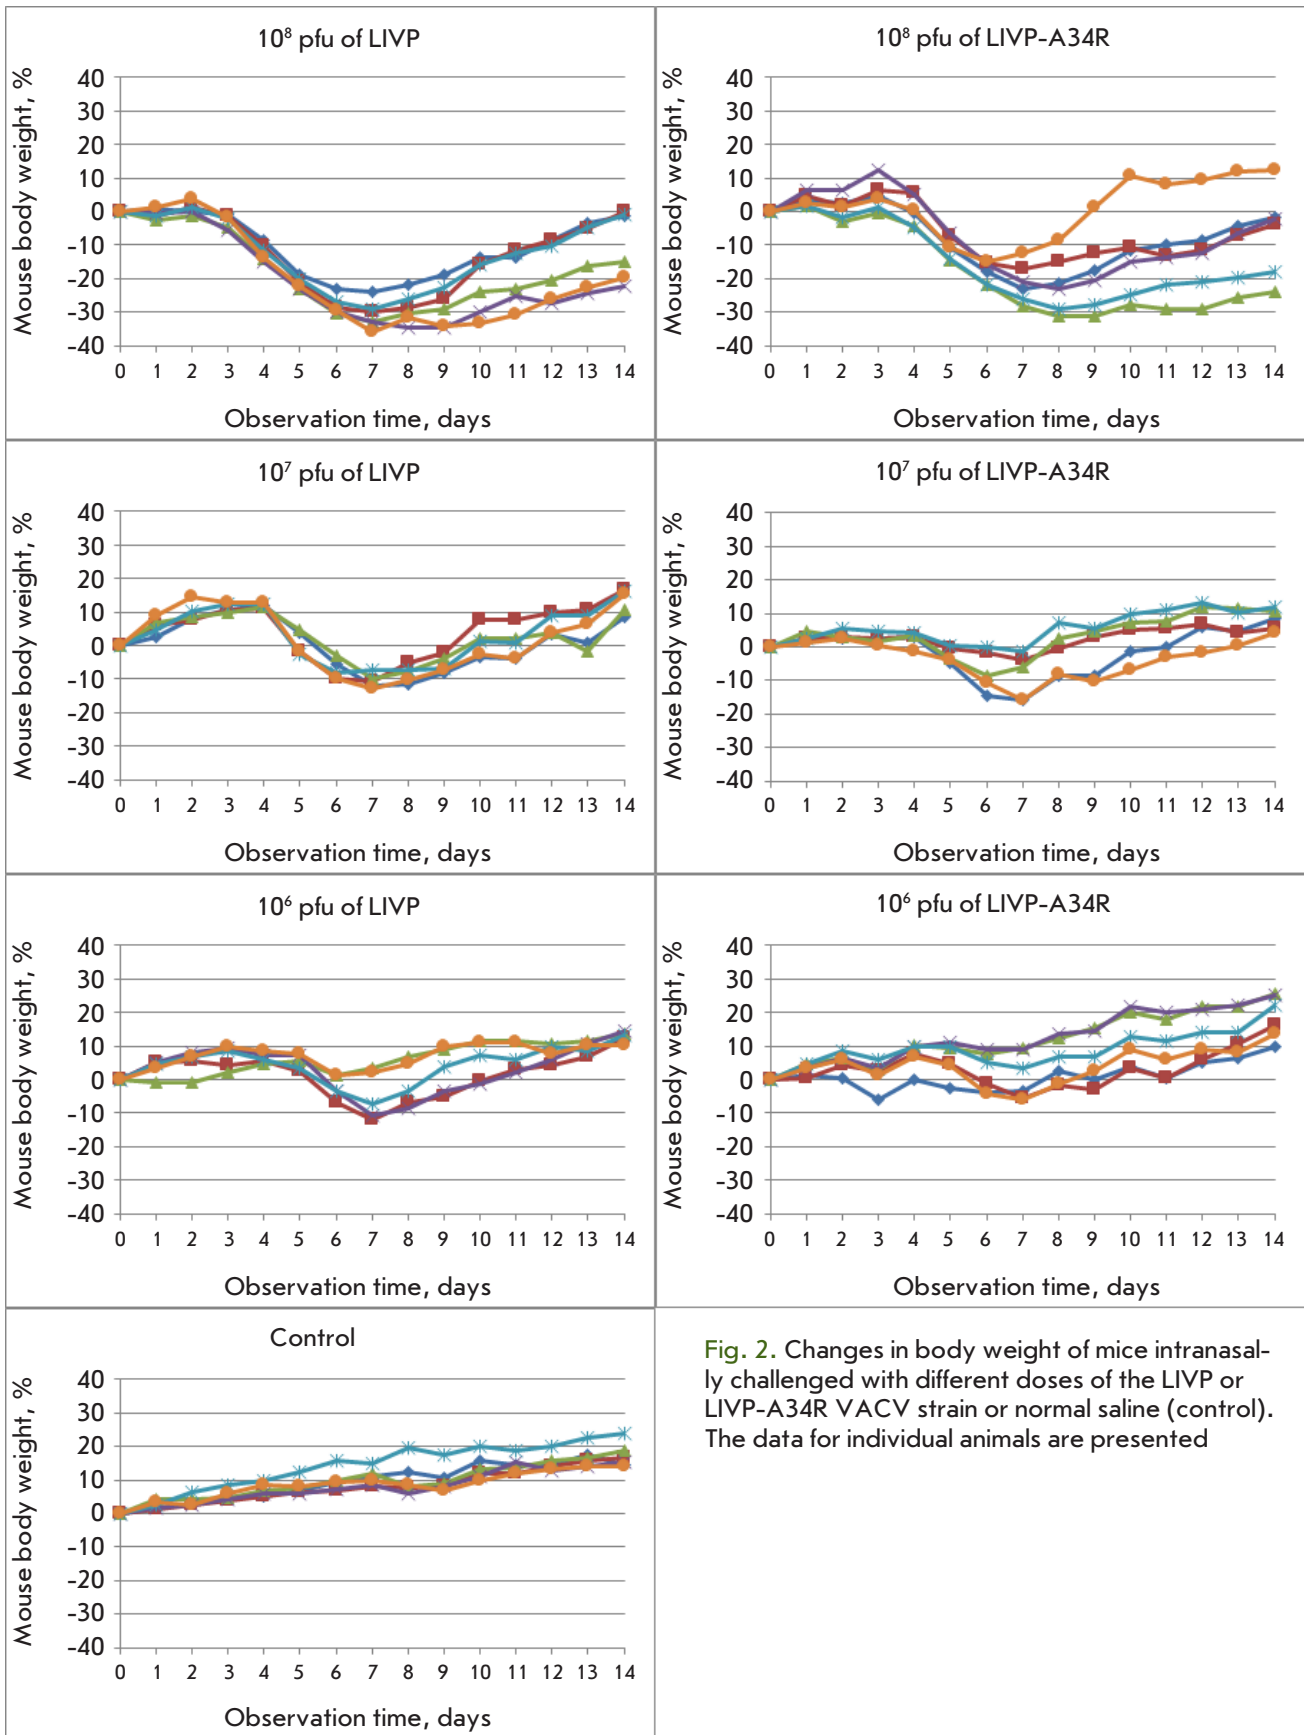 10⁸ pfu of LIVP
Mouse body weight, %
40
30
20
10
0
-10
-20
-30
-40
0 1 2 3 4 5 6 7 8 9 10 11 12 13 14
Observation time, days
10⁸ pfu of LIVP-A34R
Mouse body weight, %
40
30
20
10
0
-10
-20
-30
-40
0 1 2 3 4 5 6 7 8 9 10 11 12 13 14
Observation time, days
10⁷ pfu of LIVP
Mouse body weight, %
40
30
20
10
0
-10
-20
-30
-40
0 1 2 3 4 5 6 7 8 9 10 11 12 13 14
Observation time, days
10⁷ pfu of LIVP-A34R
Mouse body weight, %
40
30
20
10
0
-10
-20
-30
-40
0 1 2 3 4 5 6 7 8 9 10 11 12 13 14
Observation time, days
10⁶ pfu of LIVP
Mouse body weight, %
40
30
20
10
0
-10
-20
-30
-40
0 1 2 3 4 5 6 7 8 9 10 11 12 13 14
Observation time, days
10⁶ pfu of LIVP-A34R
Mouse body weight, %
40
30
20
10
0
-10
-20
-30
-40
0 1 2 3 4 5 6 7 8 9 10 11 12 13 14
Observation time, days
Control
Mouse body weight, %
40
30
20
10
0
-10
-20
-30
-40
0 1 2 3 4 5 6 7 8 9 10 11 12 13 14
Observation time, days
Fig. 2. Changes in body weight of mice intranasal-
ly challenged with different doses of the LIVP or
LIVP-A34R VACV strain or normal saline (control).
The data for individual animals are presented